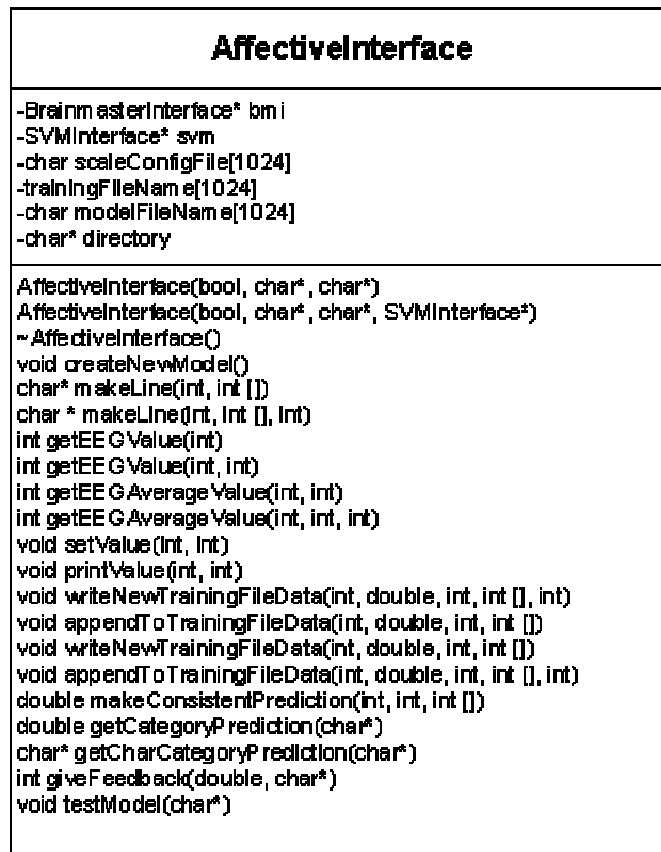 AffectiveInterface
-BrainmasterInterface* bmi
-SVMInterface* svm
-char scaleConfigFile[1024]
-trainingFileName[1024]
-char modelFileName[1024]
-char* directory
AffectiveInterface(bool, char*, char*)
AffectiveInterface(bool, char*, char*, SVMInterface*)
~AffectiveInterface()
void createNewModel()
char* makeLine(int, int [])
char * makeLine(int, int [], int)
int getEEGValue(int)
int getEEGValue(int, int)
int getEEGAverageValue(int, int)
int getEEGAverageValue(int, int, int)
void setValue(int, int)
void printValue(int, int)
void writeNewTrainingFileData(int, double, int, int [], int)
void appendToTrainingFileData(int, double, int, int [])
void writeNewTrainingFileData(int, double, int, int [])
void appendToTrainingFileData(int, double, int, int [], int)
double makeConsistentPrediction(int, int, int [])
double getCategoryPrediction(char*)
char* getCharCategoryPrediction(char*)
int giveFeedback(double, char*)
void testModel(char*)